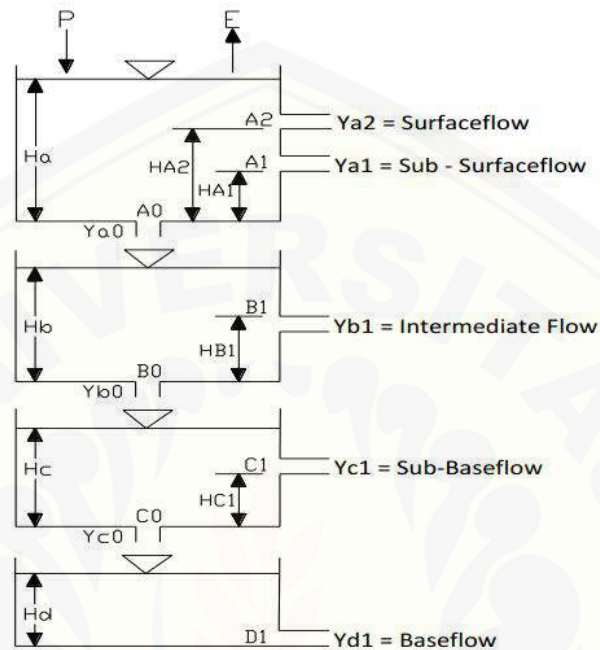 P E
A2 Ya2 = Surfaceflow
Ha HA2 A1 Ya1 = Sub - Surfaceflow
HA1
A0
Ya0
B1
Hb Yb1 = Intermediate Flow
HB1
B0
Yb0
Hc C1 Yc1 = Sub-Baseflow
HC1
C0
Yc0
Hd
D1 Yd1 = Baseflow
UNIVERSITAS